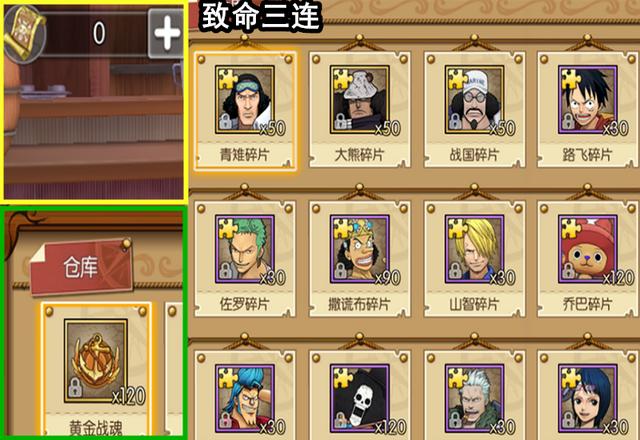 0
致命三连
x50
x50
x50
x30
青雉碎片
大熊碎片
战国碎片
路飞碎片
x30
x90
x30
x120
佐罗碎片
撒谎布碎片
山智碎片
乔巴碎片
x30
x120
x30
x30
仓库
x120
黄金战魂